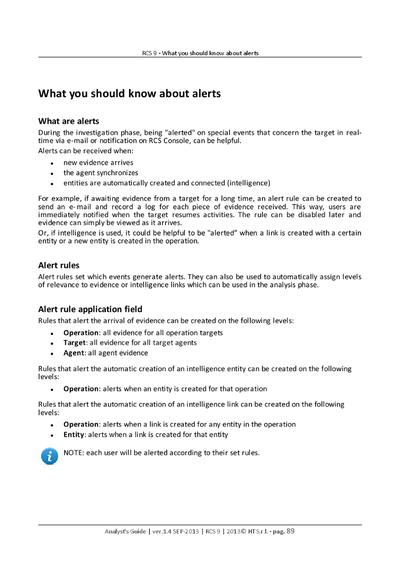 RCS 9 - What you should know about alerts
What you should know about alerts
What are alerts
During the investigation phase, being "alerted" on special events that concern the target in real-
time via e-mail or notification on RCS Console, can be helpful.
Alerts can be received when:
• new evidence arrives
• the agent synchronizes
• entities are automatically created and connected (intelligence)
For example, if awaiting evidence from a target for a long time, an alert rule can be created to
send an e-mail and record a log for each piece of evidence received. This way, users are
immediately notified when the target resumes activities. The rule can be disabled later and
evidence can simply be viewed as it arrives.
Or, if intelligence is used, it could be helpful to be "alerted" when a link is created with a certain
entity or a new entity is created in the operation.
Alert rules
Alert rules set which events generate alerts. They can also be used to automatically assign levels
of relevance to evidence or intelligence links which can be used in the analysis phase.
Alert rule application field
Rules that alert the arrival of evidence can be created on the following levels:
• Operation: all evidence for all operation targets
• Target: all evidence for all target agents
• Agent: all agent evidence
Rules that alert the automatic creation of an intelligence entity can be created on the following
levels:
• Operation: alerts when an entity is created for that operation
Rules that alert the automatic creation of an intelligence link can be created on the following
levels:
• Operation: alerts when a link is created for any entity in the operation
• Entity: alerts when a link is created for that entity
NOTE: each user will be alerted according to their set rules.
Analyst's Guide | ver.1.4 SEP-2013 | RCS 9 | 2013© HT S.r.l. - pag. 89